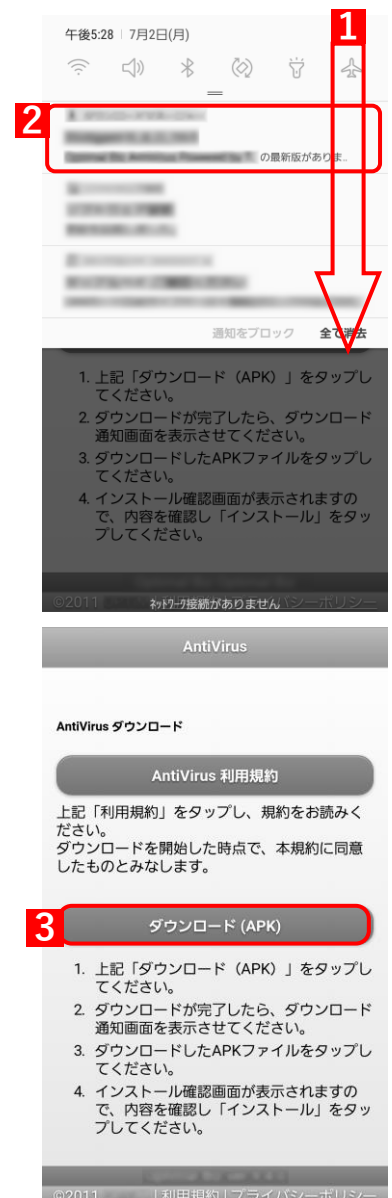 午後5:28 | 7月2日(月)
1
2
の最新版がありま..
通知をブロック 全て消去
1. 上記「ダウンロード（APK）」をタップし
てください。
2. ダウンロードが完了したら、ダウンロード
通知画面を表示させてください。
3. ダウンロードしたAPKファイルをタップし
てください。
4. インストール確認画面が表示されますの
で、内容を確認し「インストール」をタッ
プしてください。
©2011 バシーポリシー
ネットワーク接続がありません
AntiVirus
AntiVirus ダウンロード
AntiVirus 利用規約
上記「利用規約」をタップし、規約をお読みく
ださい。
ダウンロードを開始した時点で、本規約に同意
したものとみなします。
3
ダウンロード (APK)
1. 上記「ダウンロード（APK）」をタップし
てください。
2. ダウンロードが完了したら、ダウンロード
通知画面を表示させてください。
3. ダウンロードしたAPKファイルをタップし
てください。
4. インストール確認画面が表示されますの
で、内容を確認し「インストール」をタッ
プしてください。
©2011 | 利用規約 | プライバシーポリシー